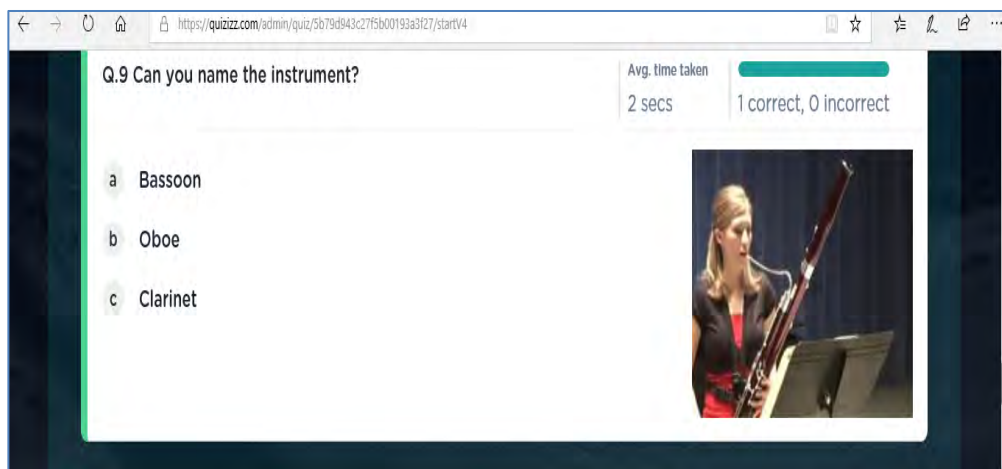 https://quizizz.com/admin/quiz/5b79d943c27f5b00193a3f27/startV4
Q.9 Can you name the instrument?
Avg. time taken
2 secs
1 correct, 0 incorrect
a Bassoon
b Oboe
c Clarinet